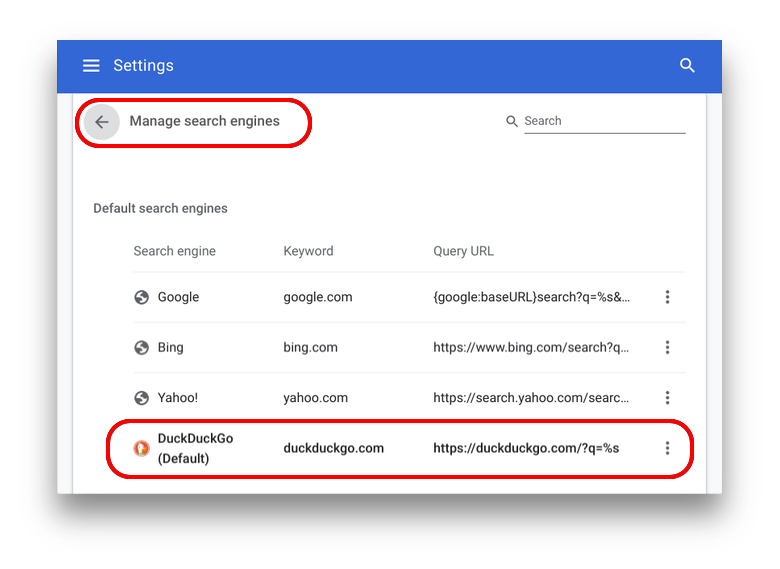 Settings
Manage search engines
Search
Default search engines
Search engine Keyword Query URL
Google google.com {google:baseURL}search?q=%s&...
Bing bing.com https://www.bing.com/search?q...
Yahoo! yahoo.com https://search.yahoo.com/searc...
DuckDuckGo
(Default) duckduckgo.com https://duckduckgo.com/?q=%s